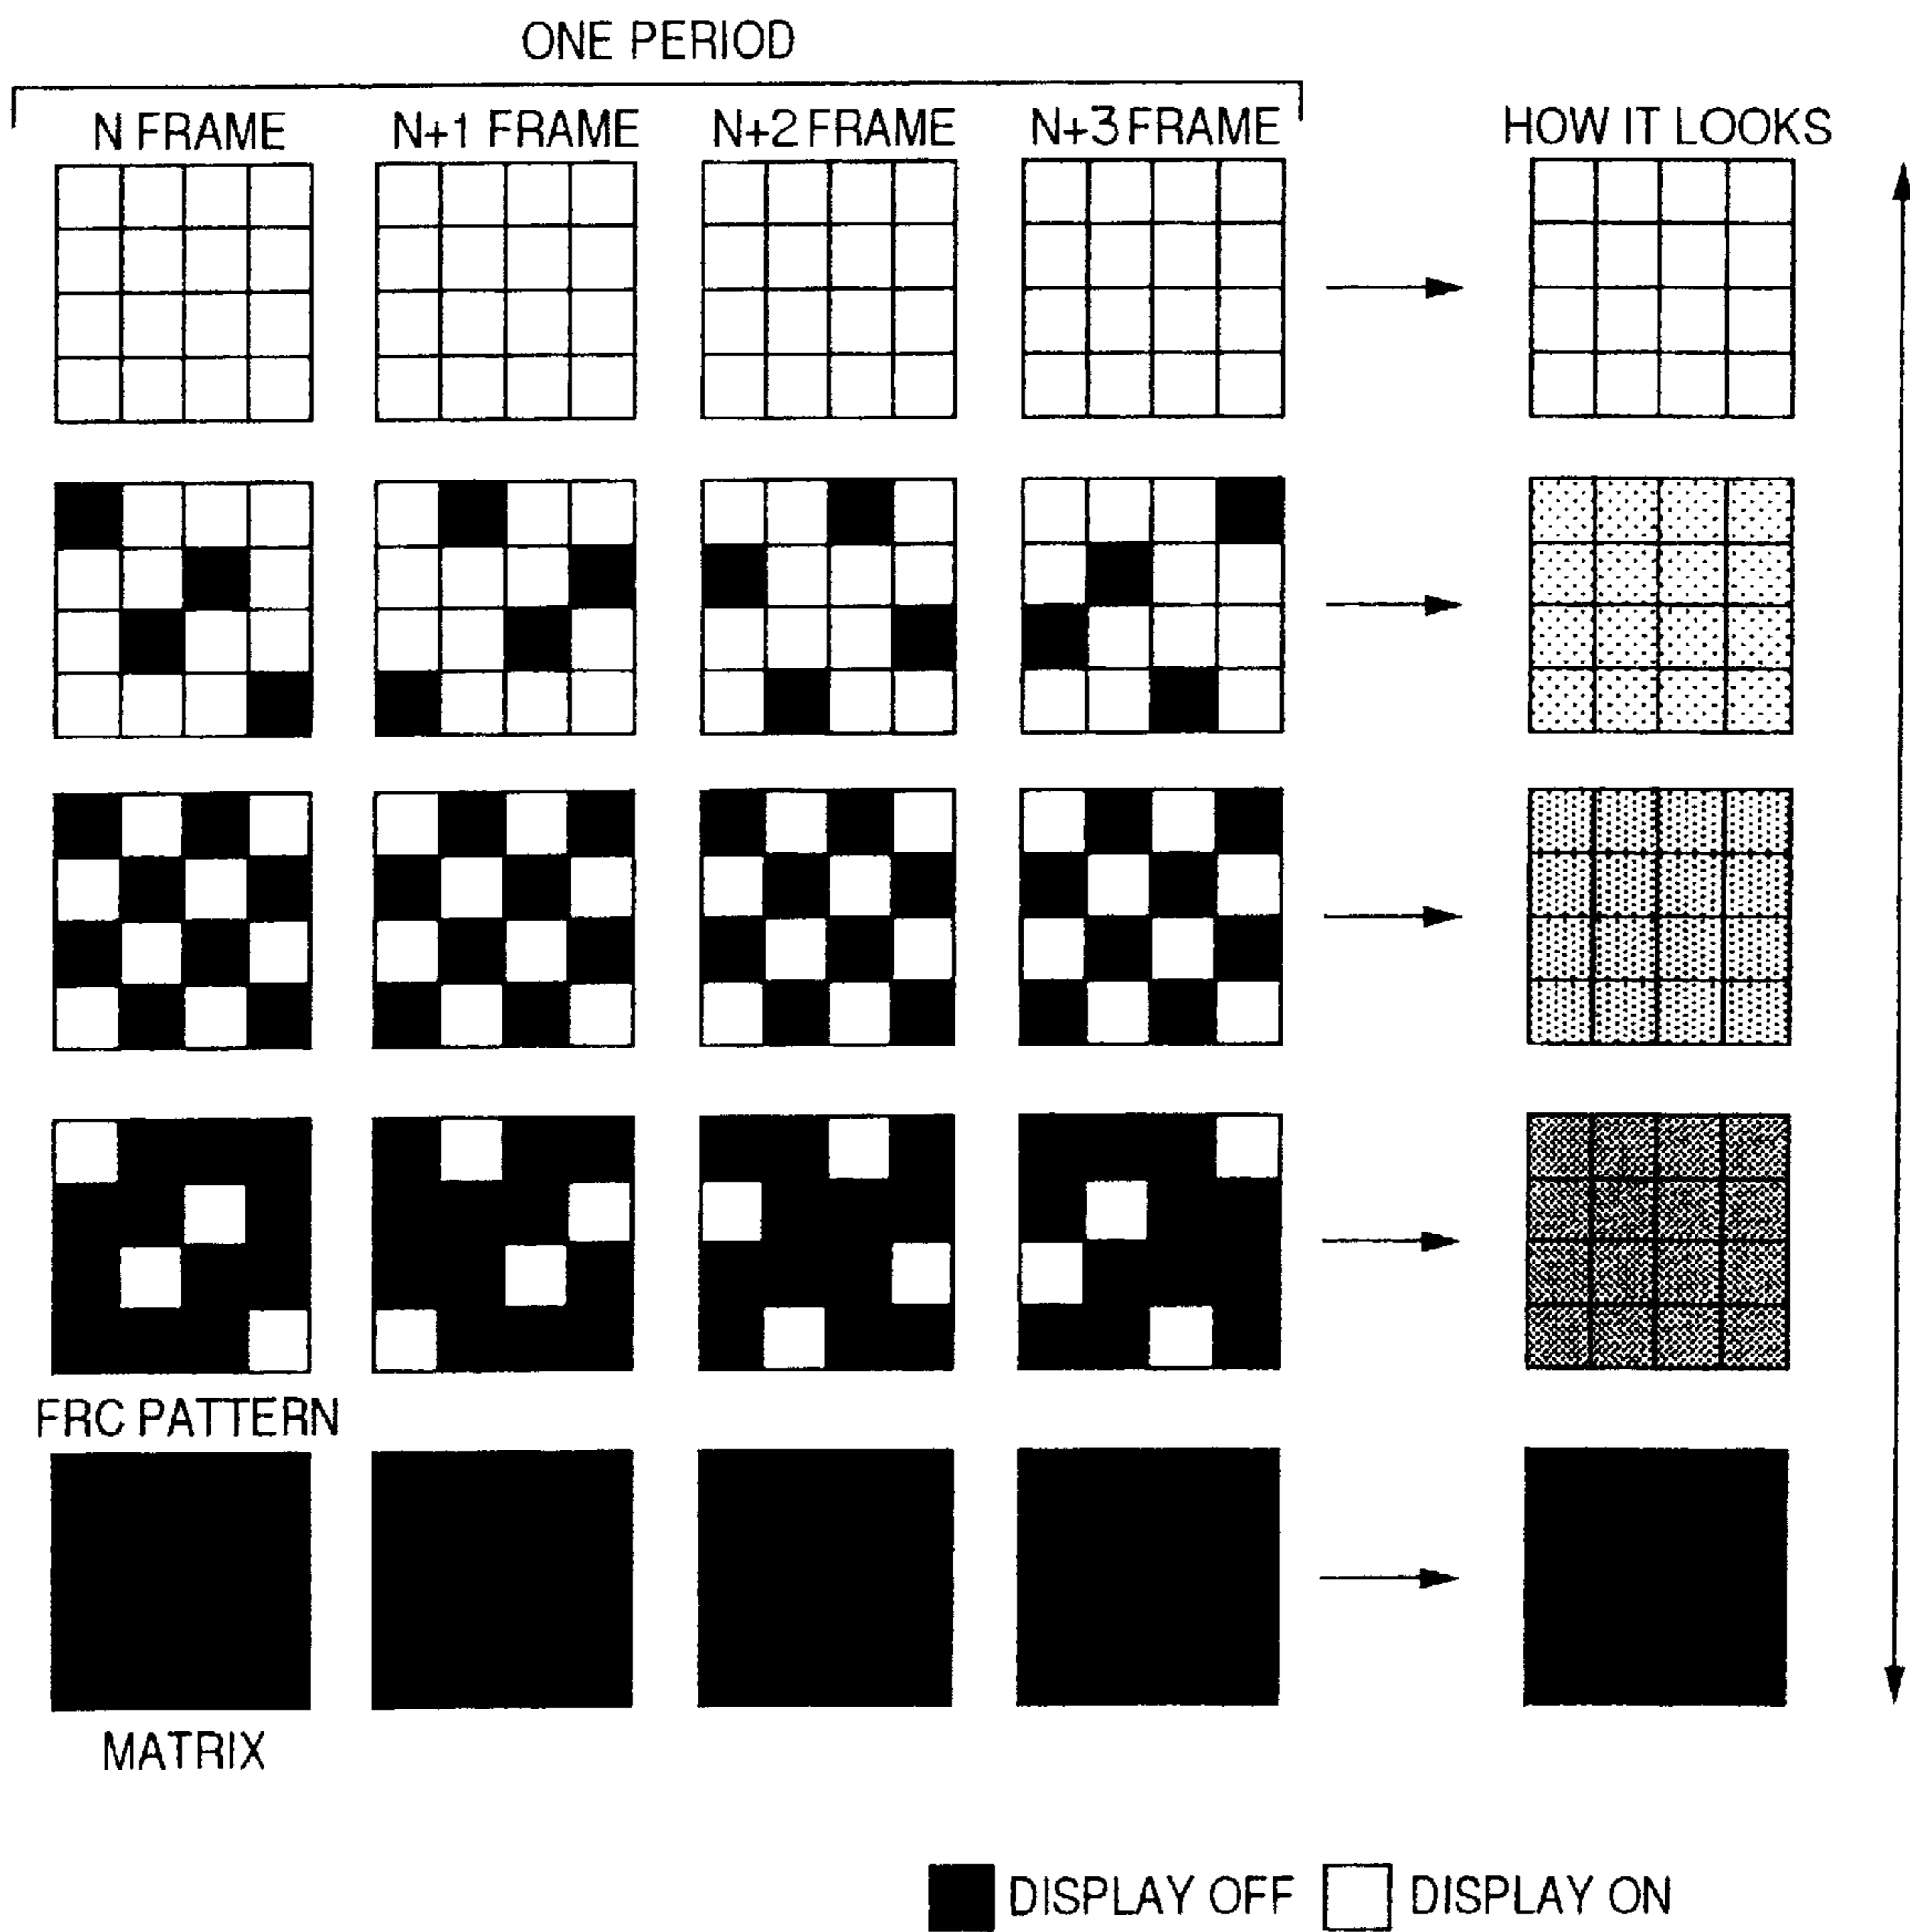 ONE PERIOD
N FRAME
N+1 FRAME
N+2 FRAME
N+3 FRAME
HOW IT LOOKS
FRC PATTERN
MATRIX
DISPLAY OFF
DISPLAY ON